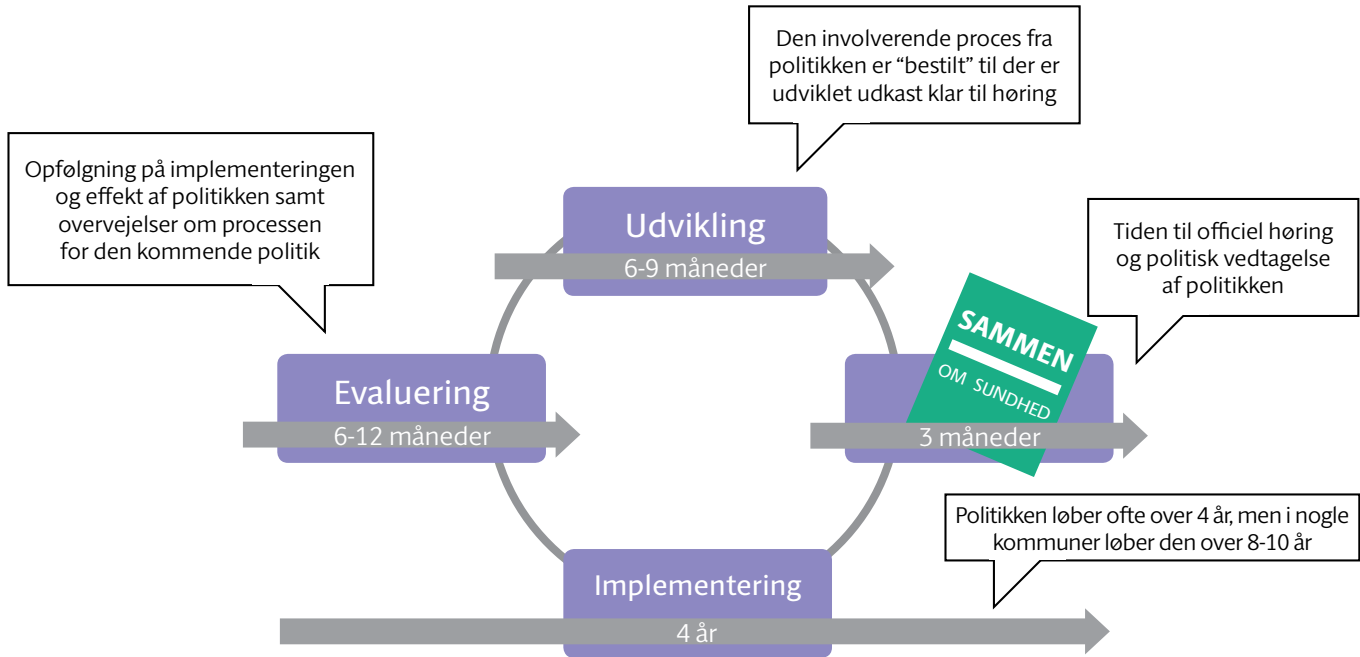 Den involverende proces fra
politikken er “bestilt” til der er
udviklet udkast klar til høring
Opfølgning på implementeringen
og effekt af politikken samt
overvejelser om processen
for den kommende politik
Udvikling
6-9 måneder
Tiden til officiel høring
og politisk vedtagelse
af politikken
SAMMEN
OM SUNDHED
3 måneder
Evaluering
6-12 måneder
Politikken løber ofte over 4 år, men i nogle
kommuner løber den over 8-10 år
Implementering
4 år